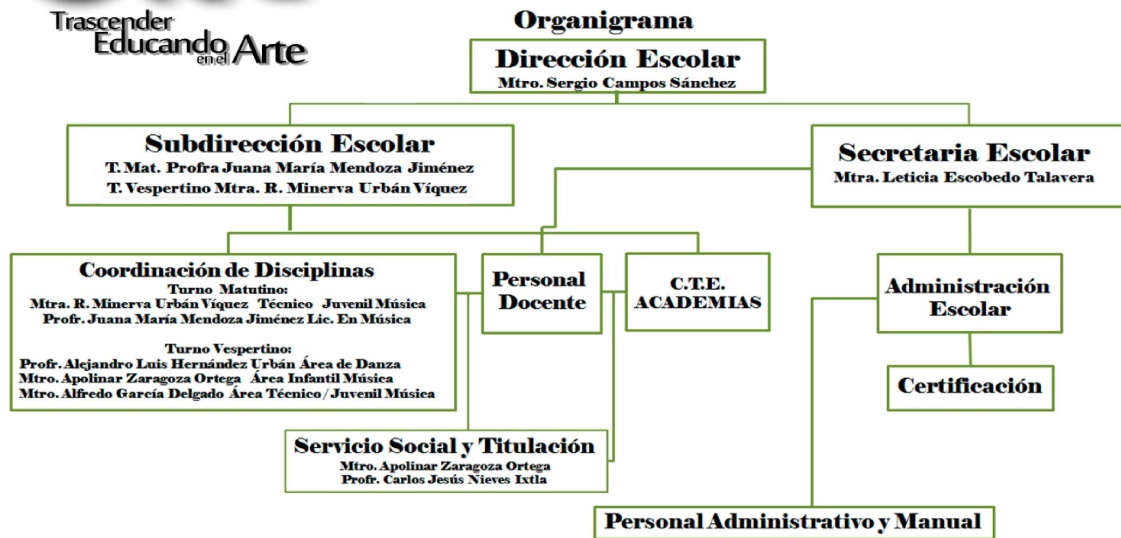 Trascender
Educando
en el Arte
Organigrama
Dirección Escolar
Mtro. Sergio Campos Sánchez
Subdirección Escolar
T. Mat. Profra Juana María Mendoza Jiménez
T. Vespertino Mtra. R. Minerva Urbán Víquez
Secretaria Escolar
Mtra. Leticia Escobedo Talavera
Coordinación de Disciplinas
Turno Matutino:
Mtra. R. Minerva Urbán Víquez Técnico Juvenil Música
Profr. Juana María Mendoza Jiménez Lic. En Música
Turno Vespertino:
Profr. Alejandro Luis Hernández Urbán Área de Danza
Mtro. Apolinar Zaragoza Ortega Área Infantil Música
Mtro. Alfredo García Delgado Área Técnico/Juvenil Música
Personal
Docente
C.T.E.
ACADEMIAS
Administración
Escolar
Certificación
Servicio Social y Titulación
Mtro. Apolinar Zaragoza Ortega
Profr. Carlos Jesús Nieves Ixtla
Personal Administrativo y Manual